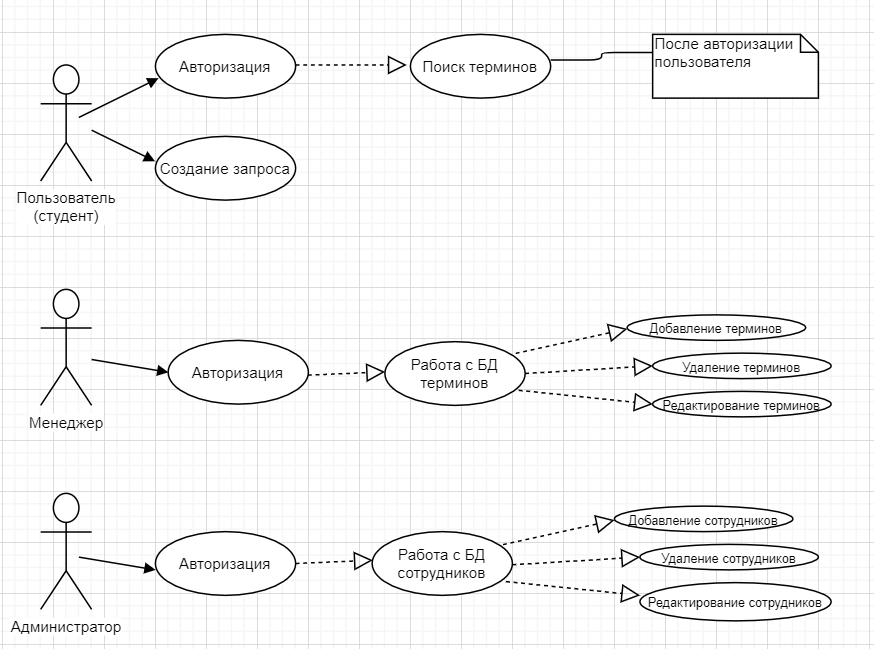 Авторизация
Поиск терминов
После авторизации
пользователя
Создание запроса
Пользователь
(студент)
Менеджер
Авторизация
Работа с БД
терминов
Добавление терминов
Удаление терминов
Редактирование терминов
Администратор
Авторизация
Работа с БД
сотрудников
Добавление сотрудников
Удаление сотрудников
Редактирование сотрудников